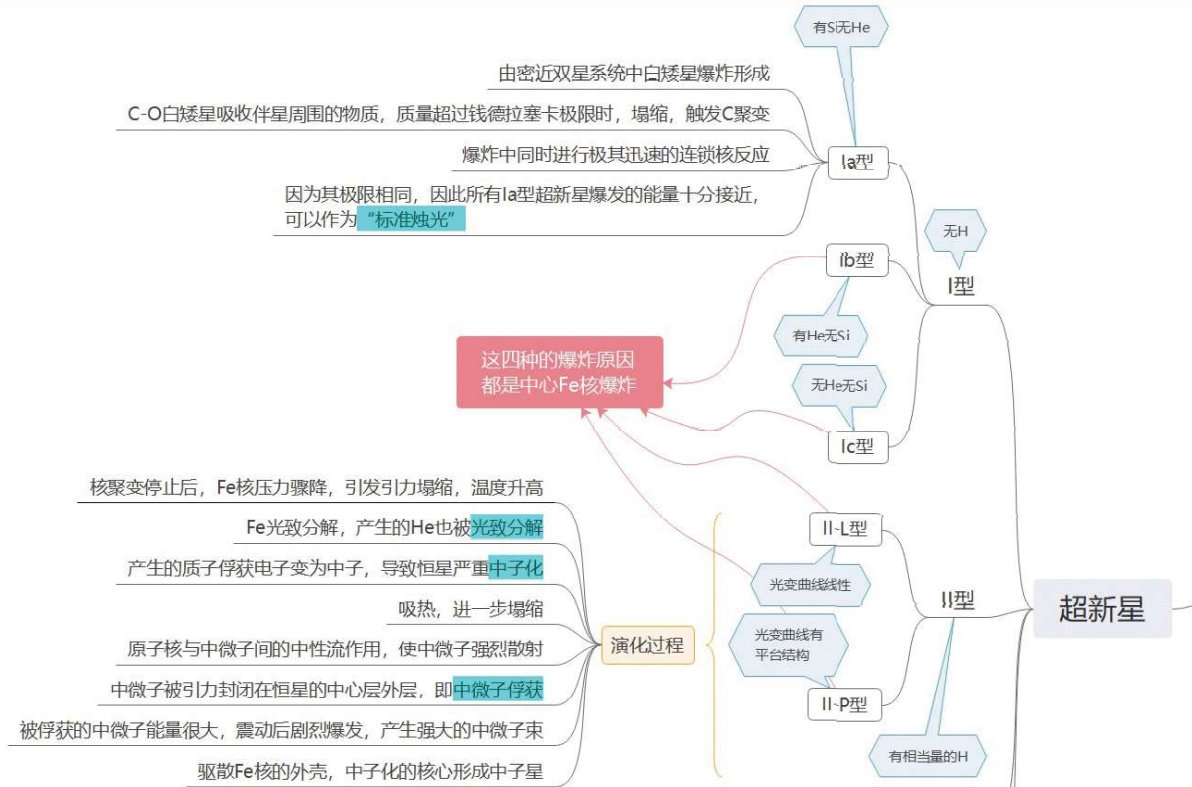 有Si无He
由密近双星系统中白矮星爆炸形成
C-O白矮星吸收伴星周围的物质，质量超过钱德拉塞卡极限时，塌缩，触发C聚变
爆炸中同时进行极其迅速的连锁核反应
因为其极限相同，因此所有Ia型超新星爆发的能量十分接近，
可以作为“标准烛光”
Ia型
无H
Ib型
I型
有He无Si
这四种的爆炸原因
都是中心Fe核爆炸
无He无Si
Ic型
核聚变停止后，Fe核压力骤降，引发引力塌缩，温度升高
Fe光致分解，产生的He也被光致分解
产生的质子俘获电子变为中子，导致恒星严重中子化
吸热，进一步塌缩
原子核与中微子间的中性流作用，使中微子强烈散射
中微子被引力封闭在恒星的中心层外层，即中微子俘获
被俘获的中微子能量很大，震动后剧烈爆发，产生强大的中微子束
驱散Fe核的外壳，中子化的核心形成中子星
演化过程
II-L型
光变曲线线性
光变曲线有
平台结构
II-P型
II型
有相当量的H
超新星